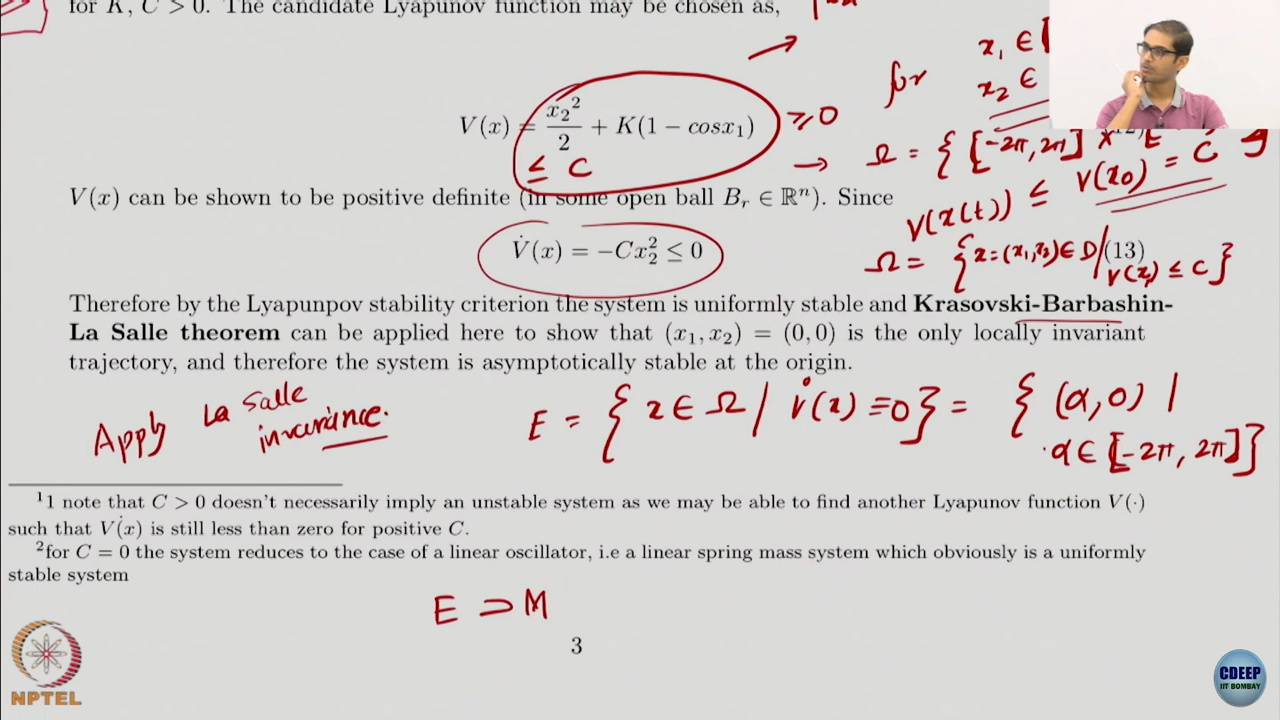 for K, C > 0. The candidate Lyapunov function may be chosen as,
x₁ ∈ [
for x₂ ∈
V(x) = x₂²/2 + K(1 − cosx₁) ≥ 0
≤ C
→ Ω = { [-2π, 2π] ×
V(x) can be shown to be positive definite (in some open ball Bᵣ ∈ ℝⁿ). Since
V(x(t)) ≤ V(x₀) = C
V̇(x) = −Cx₂² ≤ 0
(13)
Ω = { x = (x₁, x₂) ∈ D / V(x) ≤ C }
Therefore by the Lyapunpov stability criterion the system is uniformly stable and Krasovski-Barbashin-
La Salle theorem can be applied here to show that (x₁, x₂) = (0, 0) is the only locally invariant
trajectory, and therefore the system is asymptotically stable at the origin.
Apply La Salle
invariance.
E = { x ∈ Ω / V̇(x) ≡ 0 } = { (α, 0) |
α ∈ [-2π, 2π] }
¹1 note that C > 0 doesn't necessarily imply an unstable system as we may be able to find another Lyapunov function V(·)
such that V̇(x) is still less than zero for positive C.
²for C = 0 the system reduces to the case of a linear oscillator, i.e a linear spring mass system which obviously is a uniformly
stable system
E ⊃ M
3
NPTEL
CDEEP
IIT BOMBAY